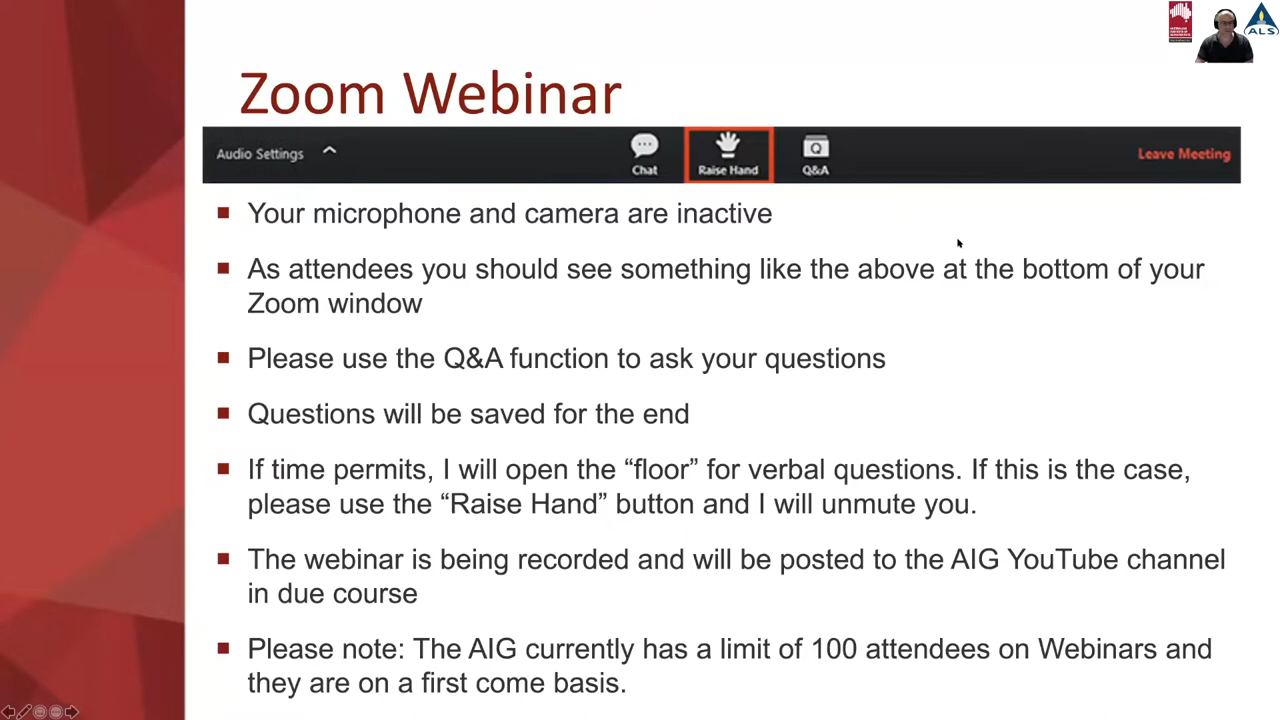 ALS
Zoom Webinar
Audio Settings
Chat
Raise Hand
Q
Q&A
Leave Meeting
Your microphone and camera are inactive
As attendees you should see something like the above at the bottom of your
Zoom window
Please use the Q&A function to ask your questions
Questions will be saved for the end
If time permits, I will open the “floor” for verbal questions. If this is the case,
please use the “Raise Hand” button and I will unmute you.
The webinar is being recorded and will be posted to the AIG YouTube channel
in due course
Please note: The AIG currently has a limit of 100 attendees on Webinars and
they are on a first come basis.